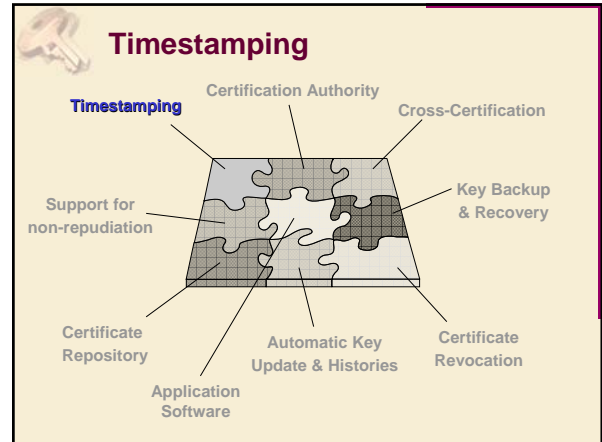 Timestamping
Certification Authority
Timestamping
Cross-Certification
Key Backup
& Recovery
Support for
non-repudiation
Certificate
Repository
Automatic Key
Update & Histories
Certificate
Revocation
Application
Software